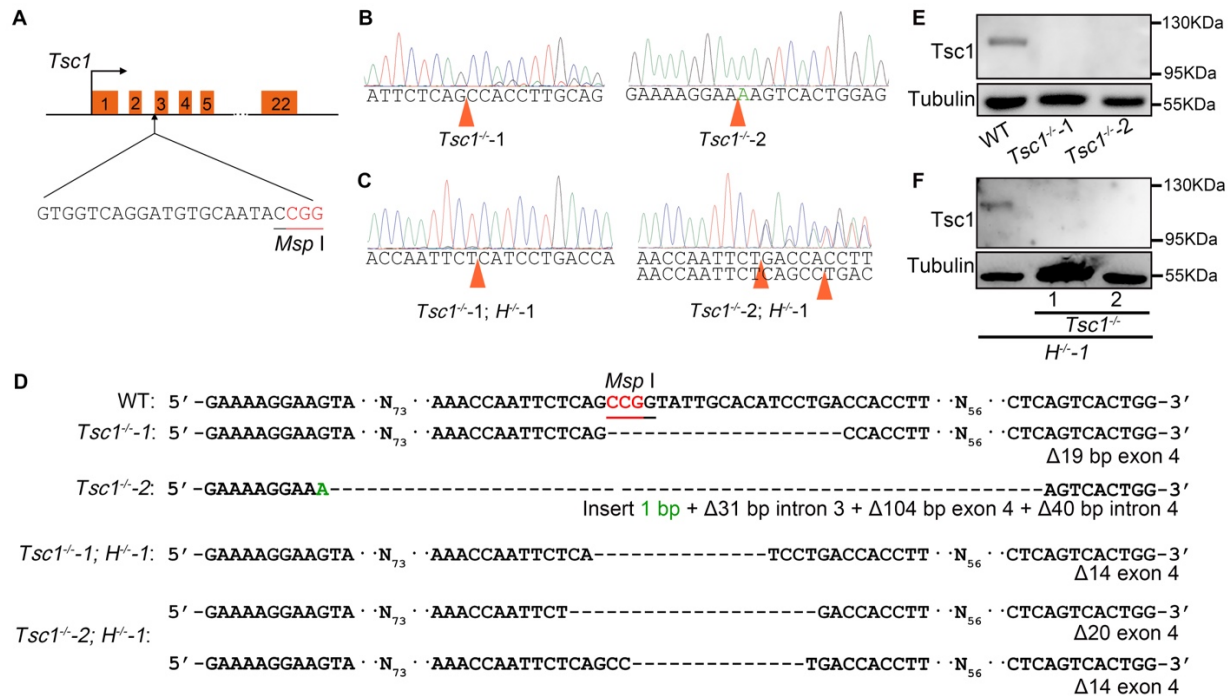 A
Tsc1
1 2 3 4 5 22
GTGGTCAGGATGTGCAATACCGG
Msp I
B
ATTCTCAGCCACCTTGCAG
Tsc1-/--1
GAAAAGGAAAAGTCACTGGAG
Tsc1-/--2
C
ACCAATTCTCATCCTGACCA
Tsc1-/--1; H-/--1
AACCAATTCTGACCACCTT
AACCAATTCTCAGCCTGAC
Tsc1-/--2; H-/--1
E
Tsc1
130KDa
95KDa
Tubulin
55KDa
WT Tsc1-/--1 Tsc1-/--2
F
Tsc1
130KDa
95KDa
Tubulin
55KDa
1 2
Tsc1-/-
H-/--1
D
Msp I
WT: 5′-GAAAAGGAAGTA··N73··AAACCAATTCTCAGCCGGTATTGCACATCCTGACCACCTT··N56··CTCAGTCACTGG-3′
Tsc1-/--1: 5′-GAAAAGGAAGTA··N73··AAACCAATTCTCAG-------------------CCACCTT··N56··CTCAGTCACTGG-3′
Δ19 bp exon 4
Tsc1-/--2: 5′-GAAAAGGAAA----------------------------------------------------------AGTCACTGG-3′
Insert 1 bp + Δ31 bp intron 3 + Δ104 bp exon 4 + Δ40 bp intron 4
Tsc1-/--1; H-/--1: 5′-GAAAAGGAAGTA··N73··AAACCAATTCTCA--------------TCCTGACCACCTT··N56··CTCAGTCACTGG-3′
Δ14 exon 4
5′-GAAAAGGAAGTA··N73··AAACCAATTCT--------------------GACCACCTT··N56··CTCAGTCACTGG-3′
Δ20 exon 4
Tsc1-/--2; H-/--1:
5′-GAAAAGGAAGTA··N73··AAACCAATTCTCAGCC--------------TGACCACCTT··N56··CTCAGTCACTGG-3′
Δ14 exon 4